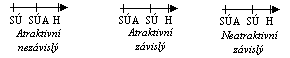 SÚ SÚA H
Atraktivní
nezávislý
SÚA SÚ H
Atraktivní
závislý
SÚA SÚ H
Neatraktivní
závislý